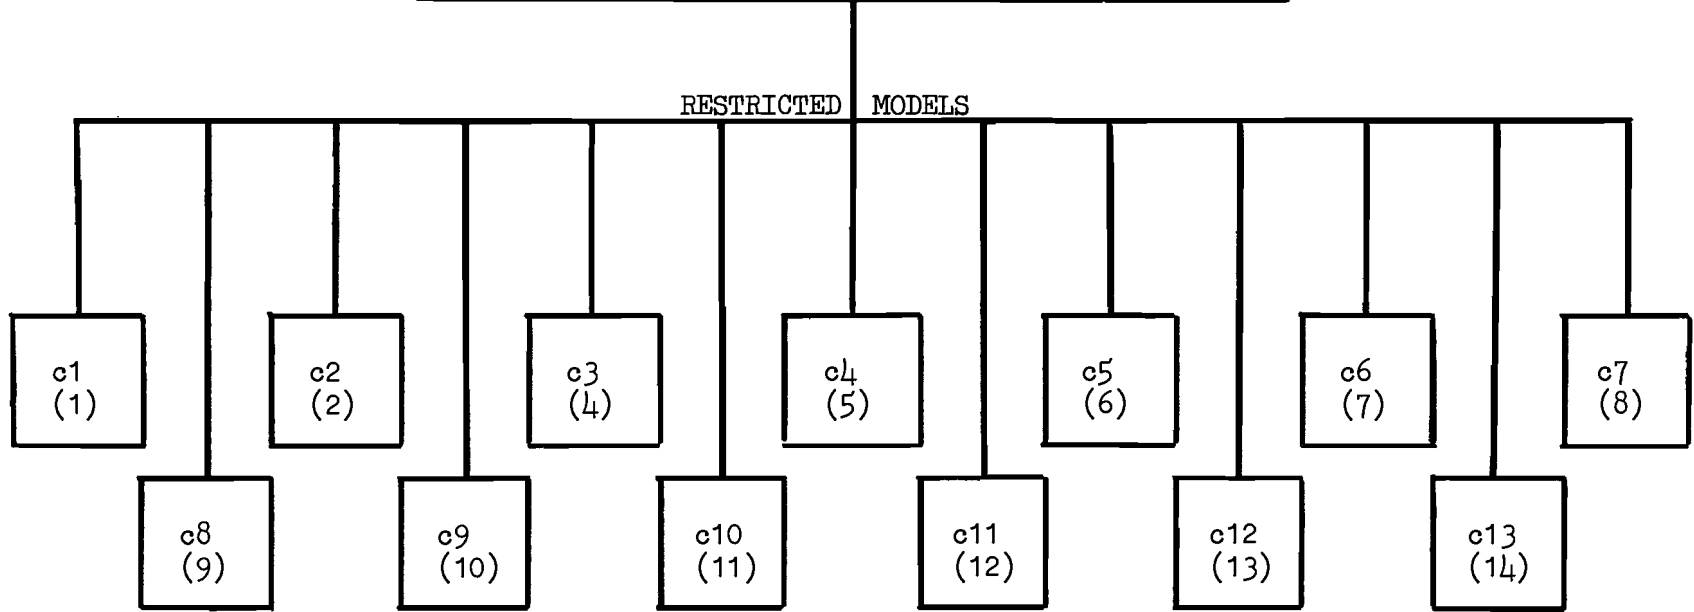 RESTRICTED MODELS
c1
(1)
c2
(2)
c3
(4)
c4
(5)
c5
(6)
c6
(7)
c7
(8)
c8
(9)
c9
(10)
c10
(11)
c11
(12)
c12
(13)
c13
(14)